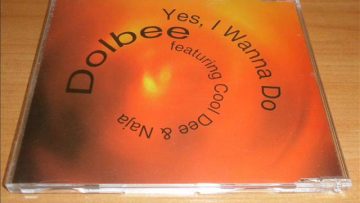 Yes, I Wanna Do
Dolbee
featuring Cool Dee & Naja